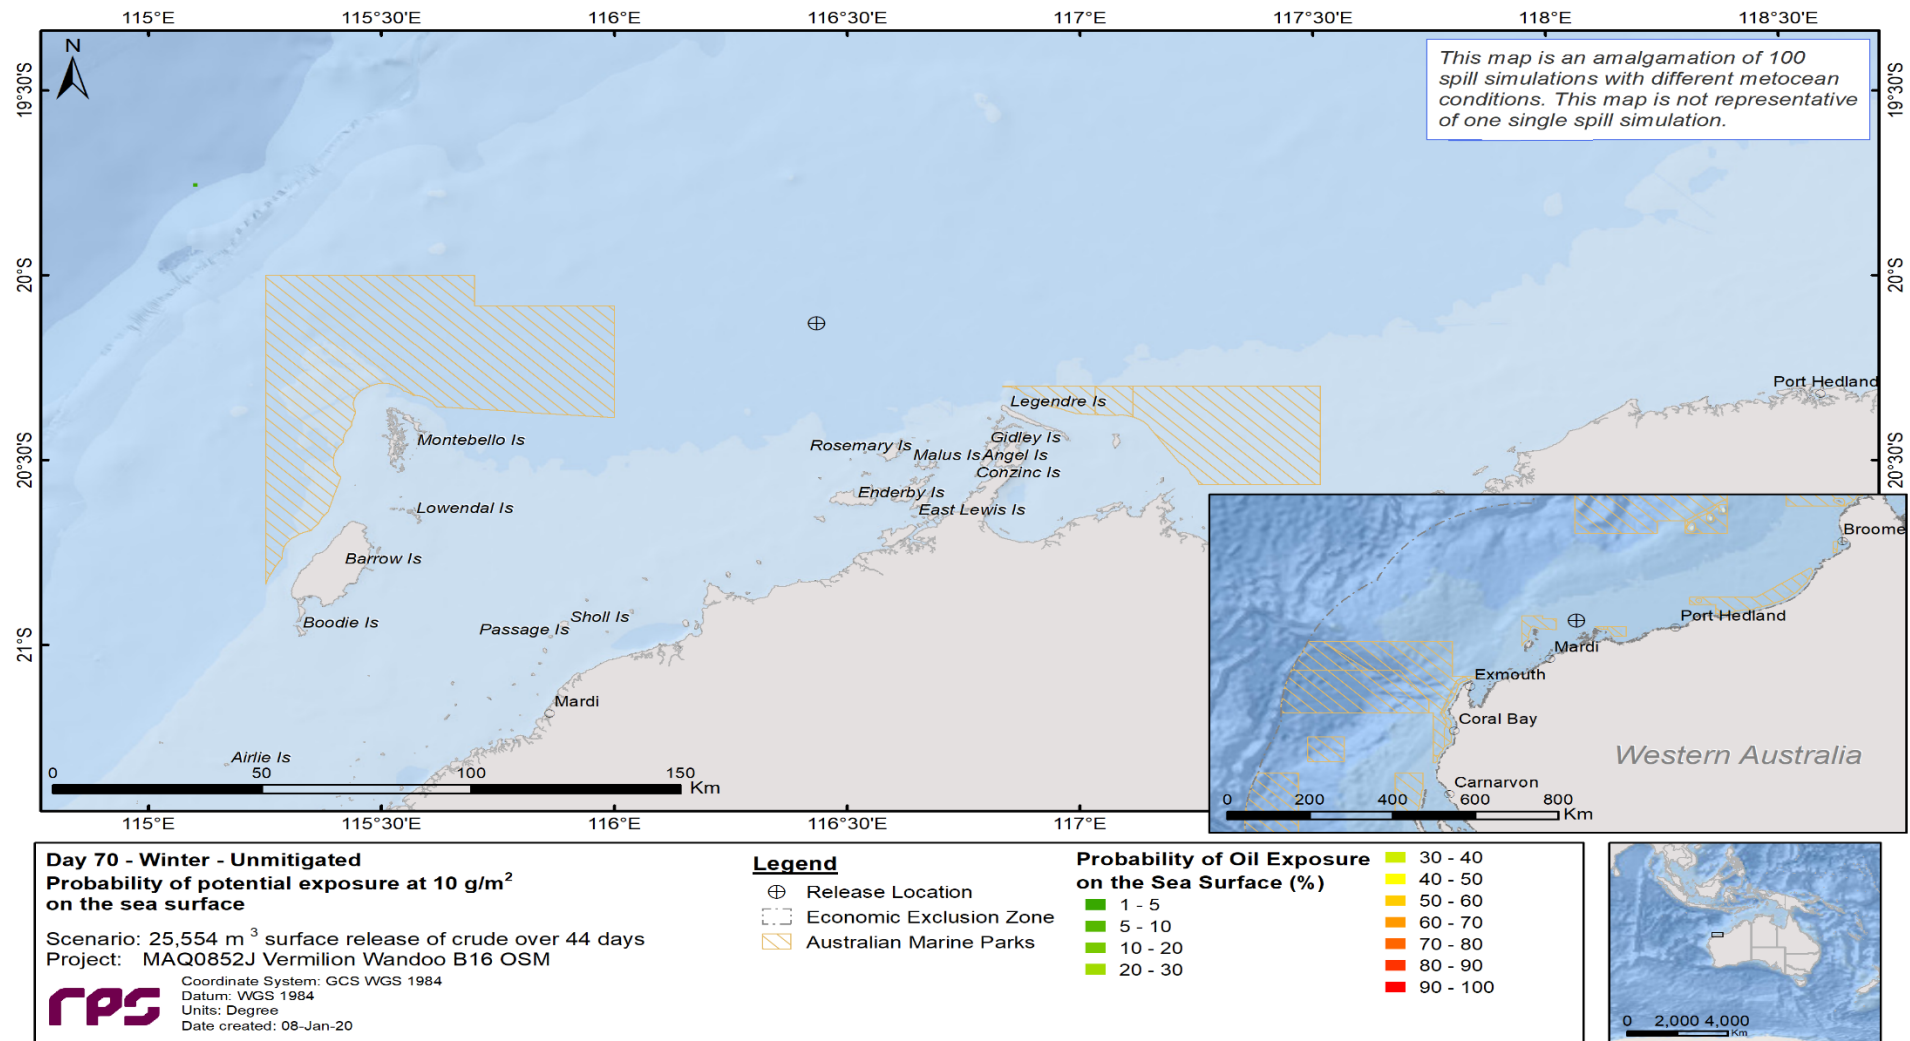 115°E 115°30'E 116°E 116°30'E 117°E 117°30'E 118°E 118°30'E
N
This map is an amalgamation of 100
spill simulations with different metocean
conditions. This map is not representative
of one single spill simulation.
19°30'S 19°30'S
20°S 20°S
Port Hedland
Legendre Is
Gidley Is
Montebello Is
Rosemary Is
Malus Is Angel Is
20°30'S 20°30'S
Conzinc Is
Enderby Is
Lowendal Is
East Lewis Is
Barrow Is
Sholl Is
Boodie Is
Passage Is
21°S
Mardi
Airlie Is
0 50 100 150
Km
115°E 115°30'E 116°E 116°30'E 117°E
Broome
Port Hedland
Mardi
Exmouth
Coral Bay
Western Australia
Carnarvon
0 200 400 600 800
Km
Day 70 - Winter - Unmitigated
Probability of potential exposure at 10 g/m²
on the sea surface
Scenario: 25,554 m ³ surface release of crude over 44 days
Project: MAQ0852J Vermilion Wandoo B16 OSM
rps
Coordinate System: GCS WGS 1984
Datum: WGS 1984
Units: Degree
Date created: 08-Jan-20
Legend
Release Location
Economic Exclusion Zone
Australian Marine Parks
Probability of Oil Exposure
on the Sea Surface (%)
1 - 5
5 - 10
10 - 20
20 - 30
30 - 40
40 - 50
50 - 60
60 - 70
70 - 80
80 - 90
90 - 100
0 2,000 4,000
Km